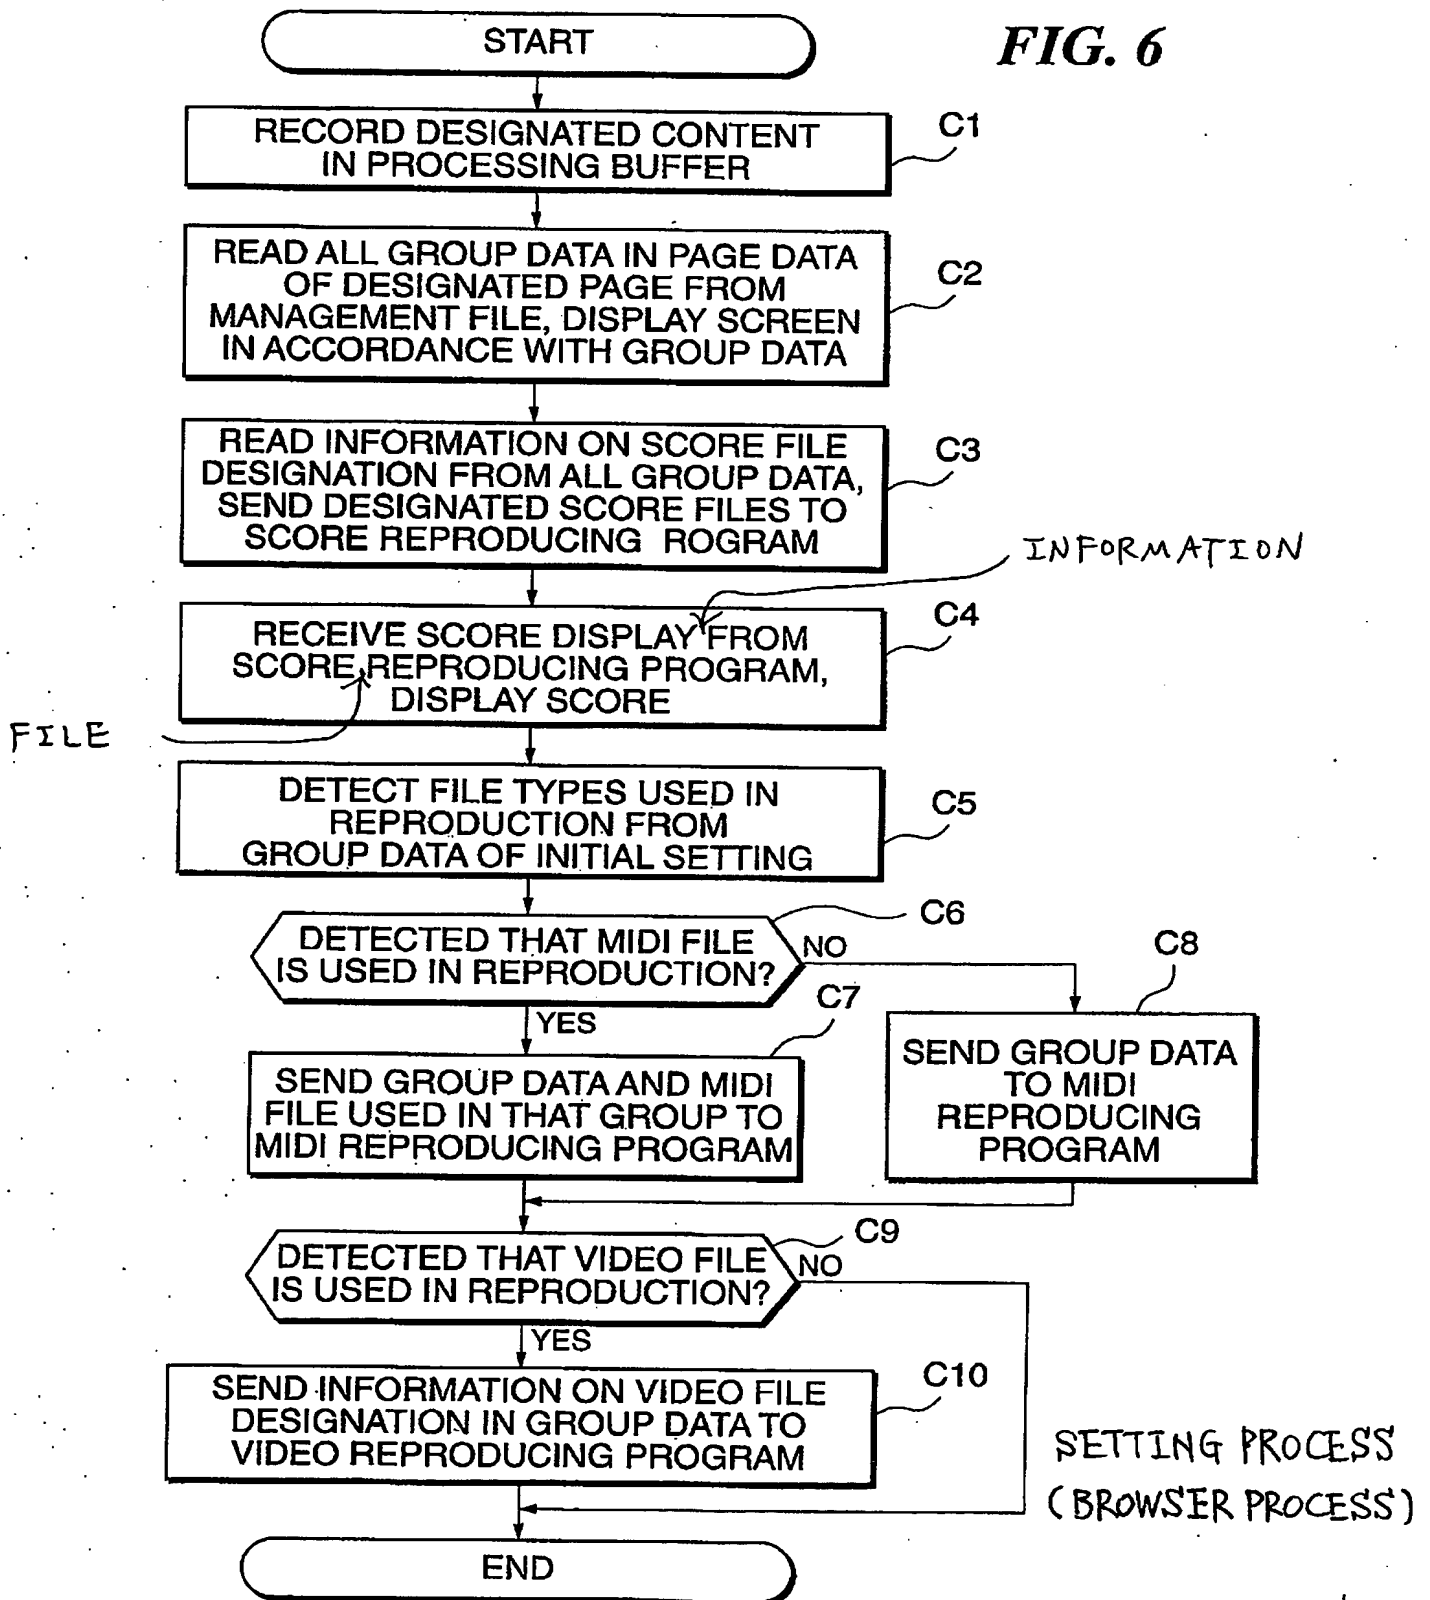 START
FIG. 6
RECORD DESIGNATED CONTENT
IN PROCESSING BUFFER
C1
READ ALL GROUP DATA IN PAGE DATA
OF DESIGNATED PAGE FROM
MANAGEMENT FILE, DISPLAY SCREEN
IN ACCORDANCE WITH GROUP DATA
C2
READ INFORMATION ON SCORE FILE
DESIGNATION FROM ALL GROUP DATA,
SEND DESIGNATED SCORE FILES TO
SCORE REPRODUCING ROGRAM
C3
INFORMATION
RECEIVE SCORE DISPLAY FROM
SCORE REPRODUCING PROGRAM,
DISPLAY SCORE
C4
FILE
DETECT FILE TYPES USED IN
REPRODUCTION FROM
GROUP DATA OF INITIAL SETTING
C5
DETECTED THAT MIDI FILE
IS USED IN REPRODUCTION?
C6
NO
YES
C7
SEND GROUP DATA AND MIDI
FILE USED IN THAT GROUP TO
MIDI REPRODUCING PROGRAM
C8
SEND GROUP DATA
TO MIDI
REPRODUCING
PROGRAM
DETECTED THAT VIDEO FILE
IS USED IN REPRODUCTION?
C9
NO
YES
SEND INFORMATION ON VIDEO FILE
DESIGNATION IN GROUP DATA TO
VIDEO REPRODUCING PROGRAM
C10
SETTING PROCESS
(BROWSER PROCESS)
END